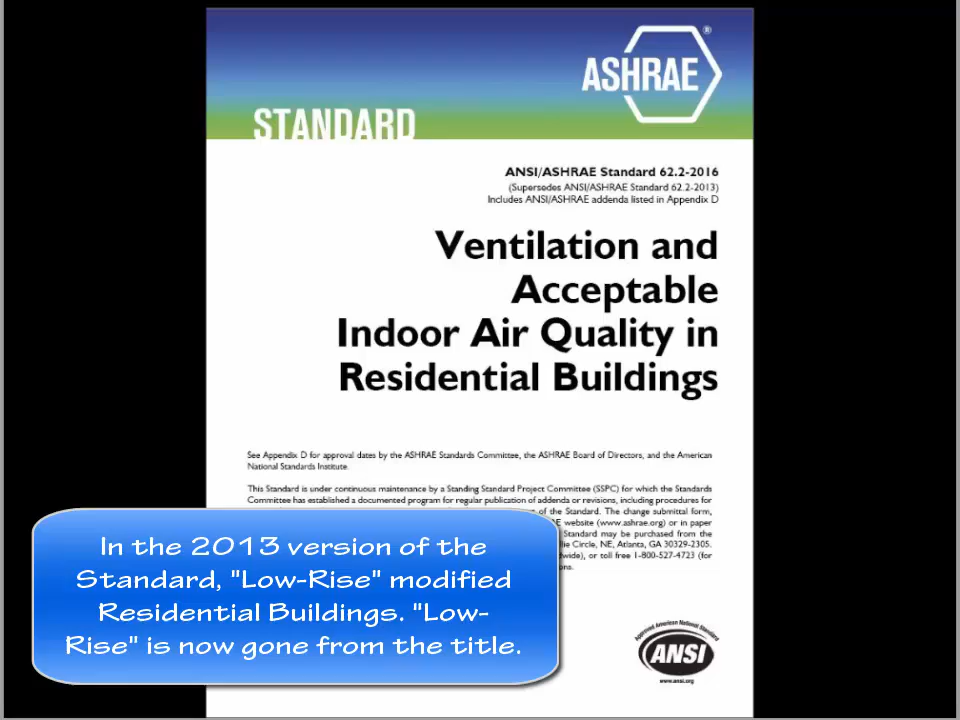 ASHRAE®
STANDARD
ANSI/ASHRAE Standard 62.2-2016
(Supersedes ANSI/ASHRAE Standard 62.2-2013)
Includes ANSI/ASHRAE addenda listed in Appendix D
Ventilation and
Acceptable
Indoor Air Quality in
Residential Buildings
See Appendix D for approval dates by the ASHRAE Standards Committee, the ASHRAE Board of Directors, and the American
National Standards Institute.
This Standard is under continuous maintenance by a Standing Standard Project Committee (SSPC) for which the Standards
Committee has established a documented program for regular publication of addenda or revisions, including procedures for
of the Standard. The change submittal form,
website (www.ashrae.org) or in paper
Standard may be purchased from the
Circle, NE, Atlanta, GA 30329-2305.
or toll free 1-800-527-4723 (for
In the 2013 version of the
Standard, "Low-Rise" modified
Residential Buildings. "Low-
Rise" is now gone from the title.
Approved American National Standard
ANSI
www.ansi.org